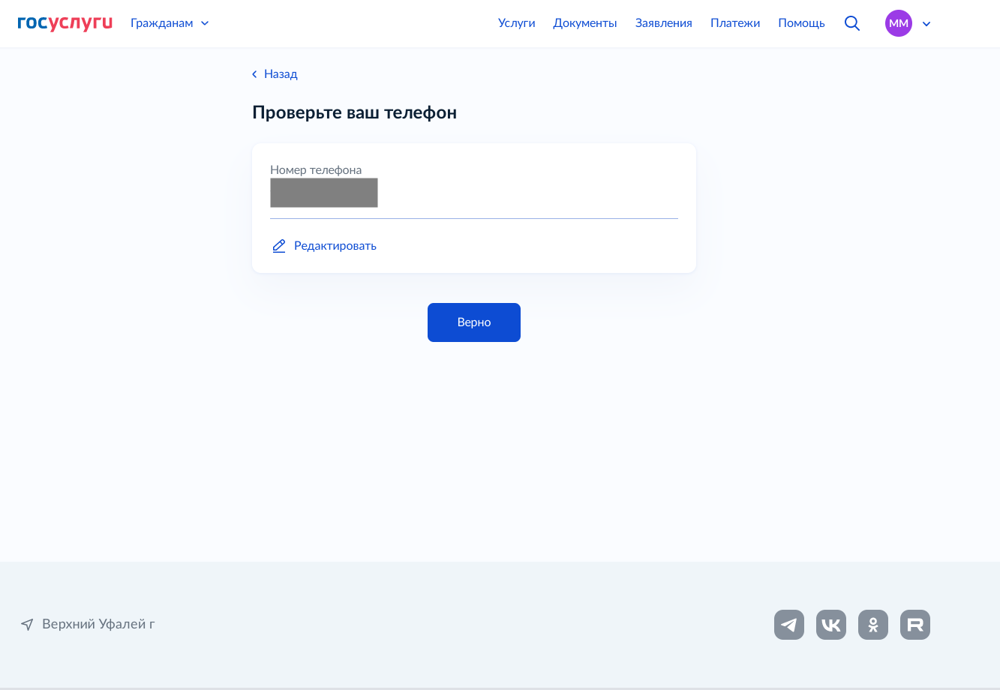 госуслуги Гражданам Услуги Документы Заявления Платежи Помощь ММ
Назад
Проверьте ваш телефон
Номер телефона
Редактировать
Верно
Верхний Уфалей г